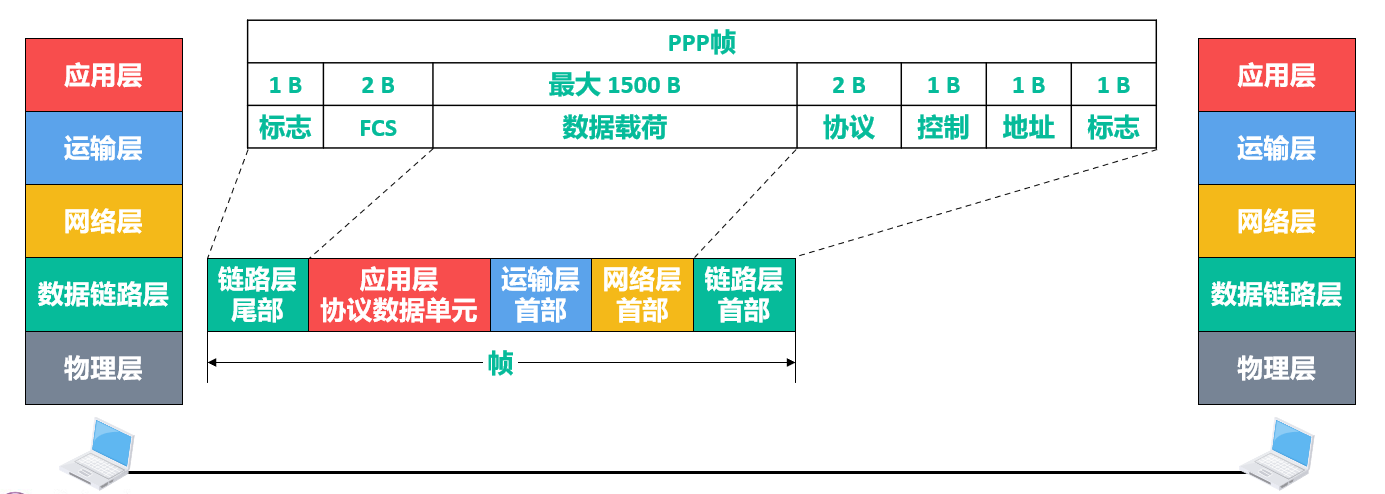 应用层
运输层
网络层
数据链路层
物理层
PPP帧
1 B 2 B 最大 1500 B 2 B 1 B 1 B 1 B
标志 FCS 数据载荷 协议 控制 地址 标志
链路层
尾部
应用层
协议数据单元
运输层
首部
网络层
首部
链路层
首部
帧
应用层
运输层
网络层
数据链路层
物理层